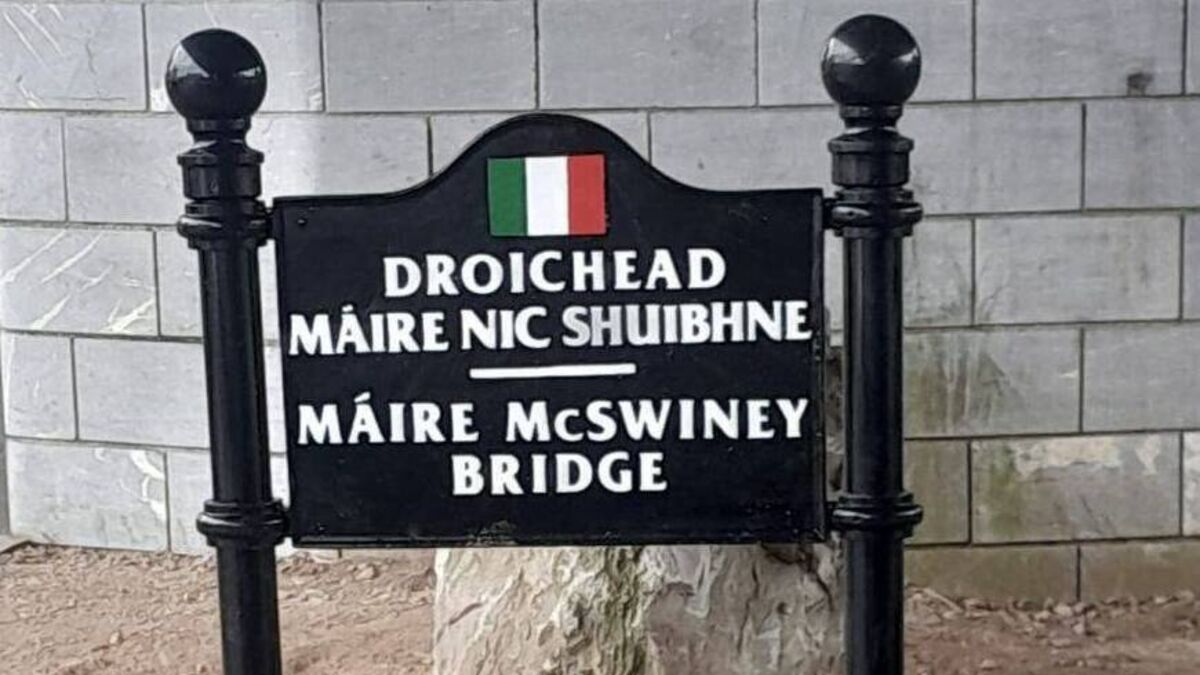 DROICHEAD
MÁIRE NIC SHUIBHNE
MÁIRE McSWINEY
BRIDGE